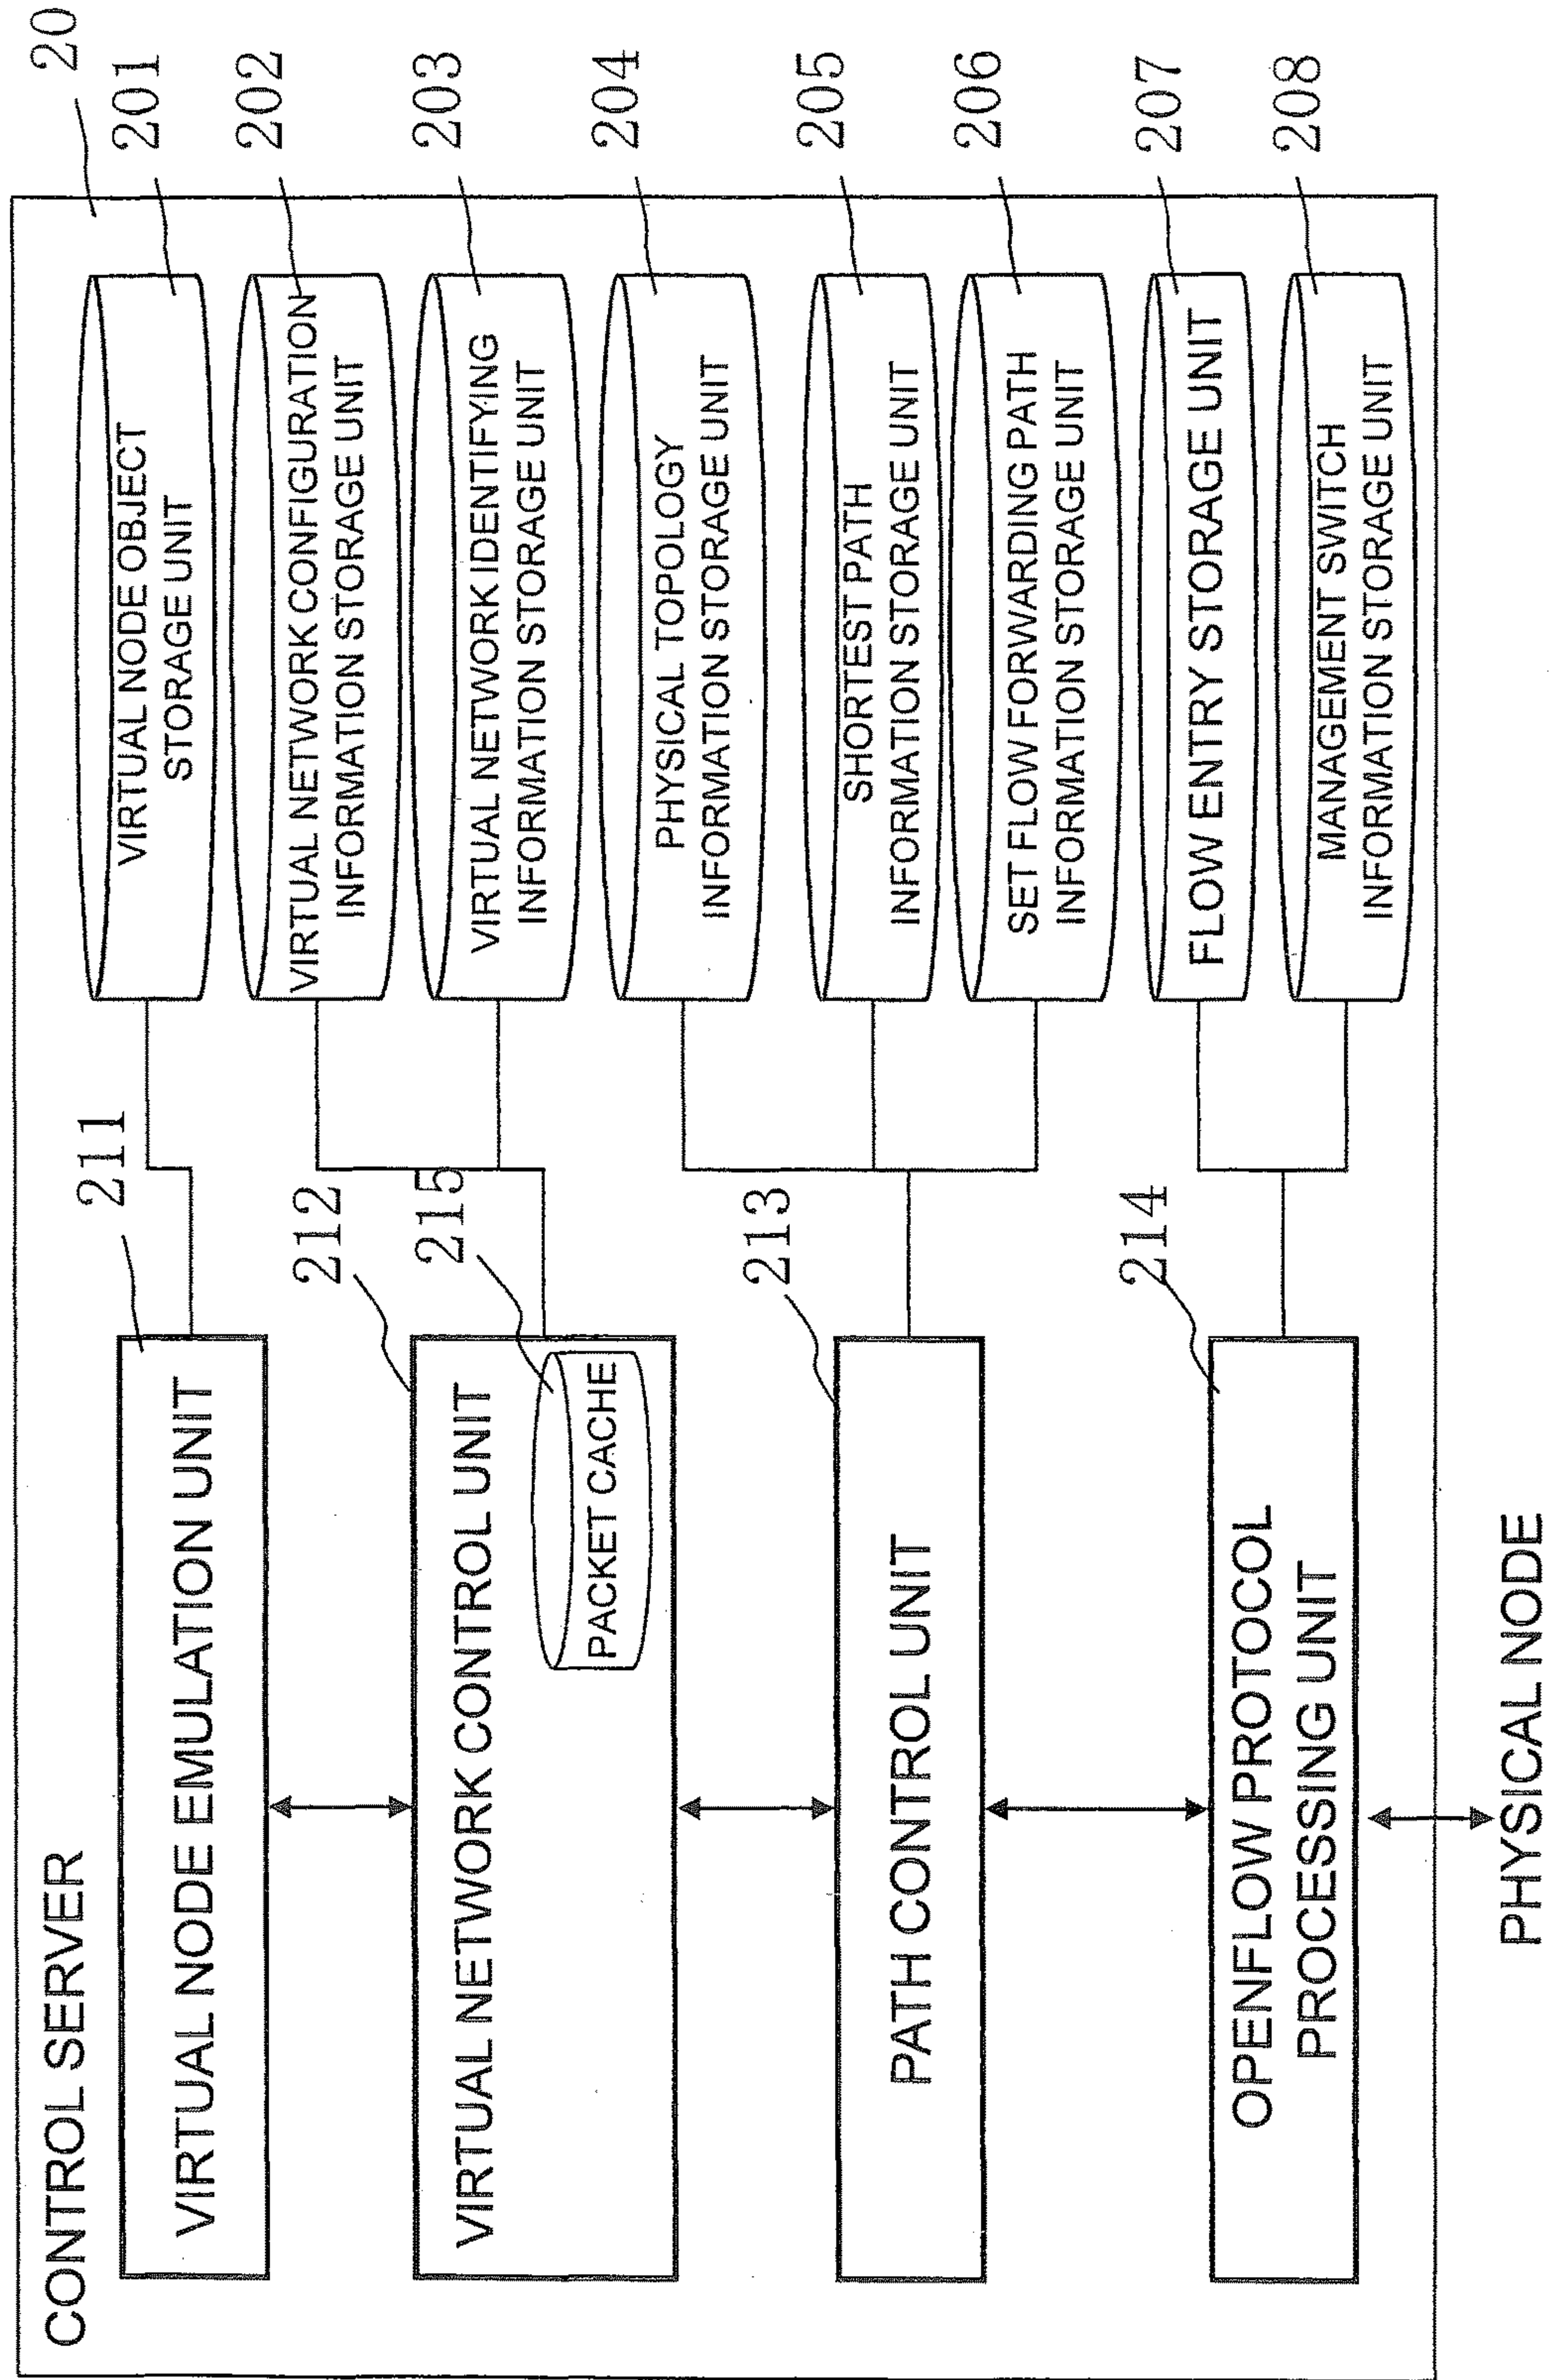 CONTROL SERVER
20
VIRTUAL NODE EMULATION UNIT
211
VIRTUAL NODE OBJECT
STORAGE UNIT
201
VIRTUAL NETWORK CONTROL UNIT
212
PACKET CACHE
215
VIRTUAL NETWORK CONFIGURATION
INFORMATION STORAGE UNIT
202
VIRTUAL NETWORK IDENTIFYING
INFORMATION STORAGE UNIT
203
PATH CONTROL UNIT
213
PHYSICAL TOPOLOGY
INFORMATION STORAGE UNIT
204
SHORTEST PATH
INFORMATION STORAGE UNIT
205
SET FLOW FORWARDING PATH
INFORMATION STORAGE UNIT
206
OPENFLOW PROTOCOL
PROCESSING UNIT
214
FLOW ENTRY STORAGE UNIT
207
MANAGEMENT SWITCH
INFORMATION STORAGE UNIT
208
PHYSICAL NODE